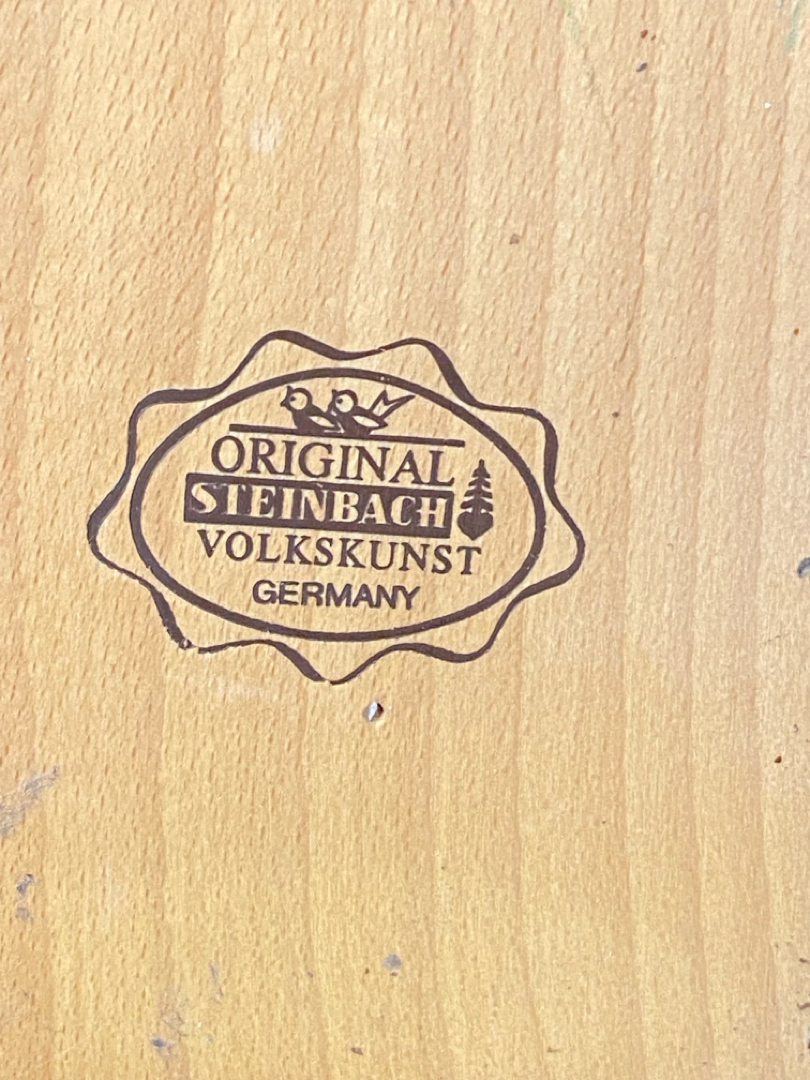 ORIGINAL
STEINBACH
VOLKSKUNST
GERMANY